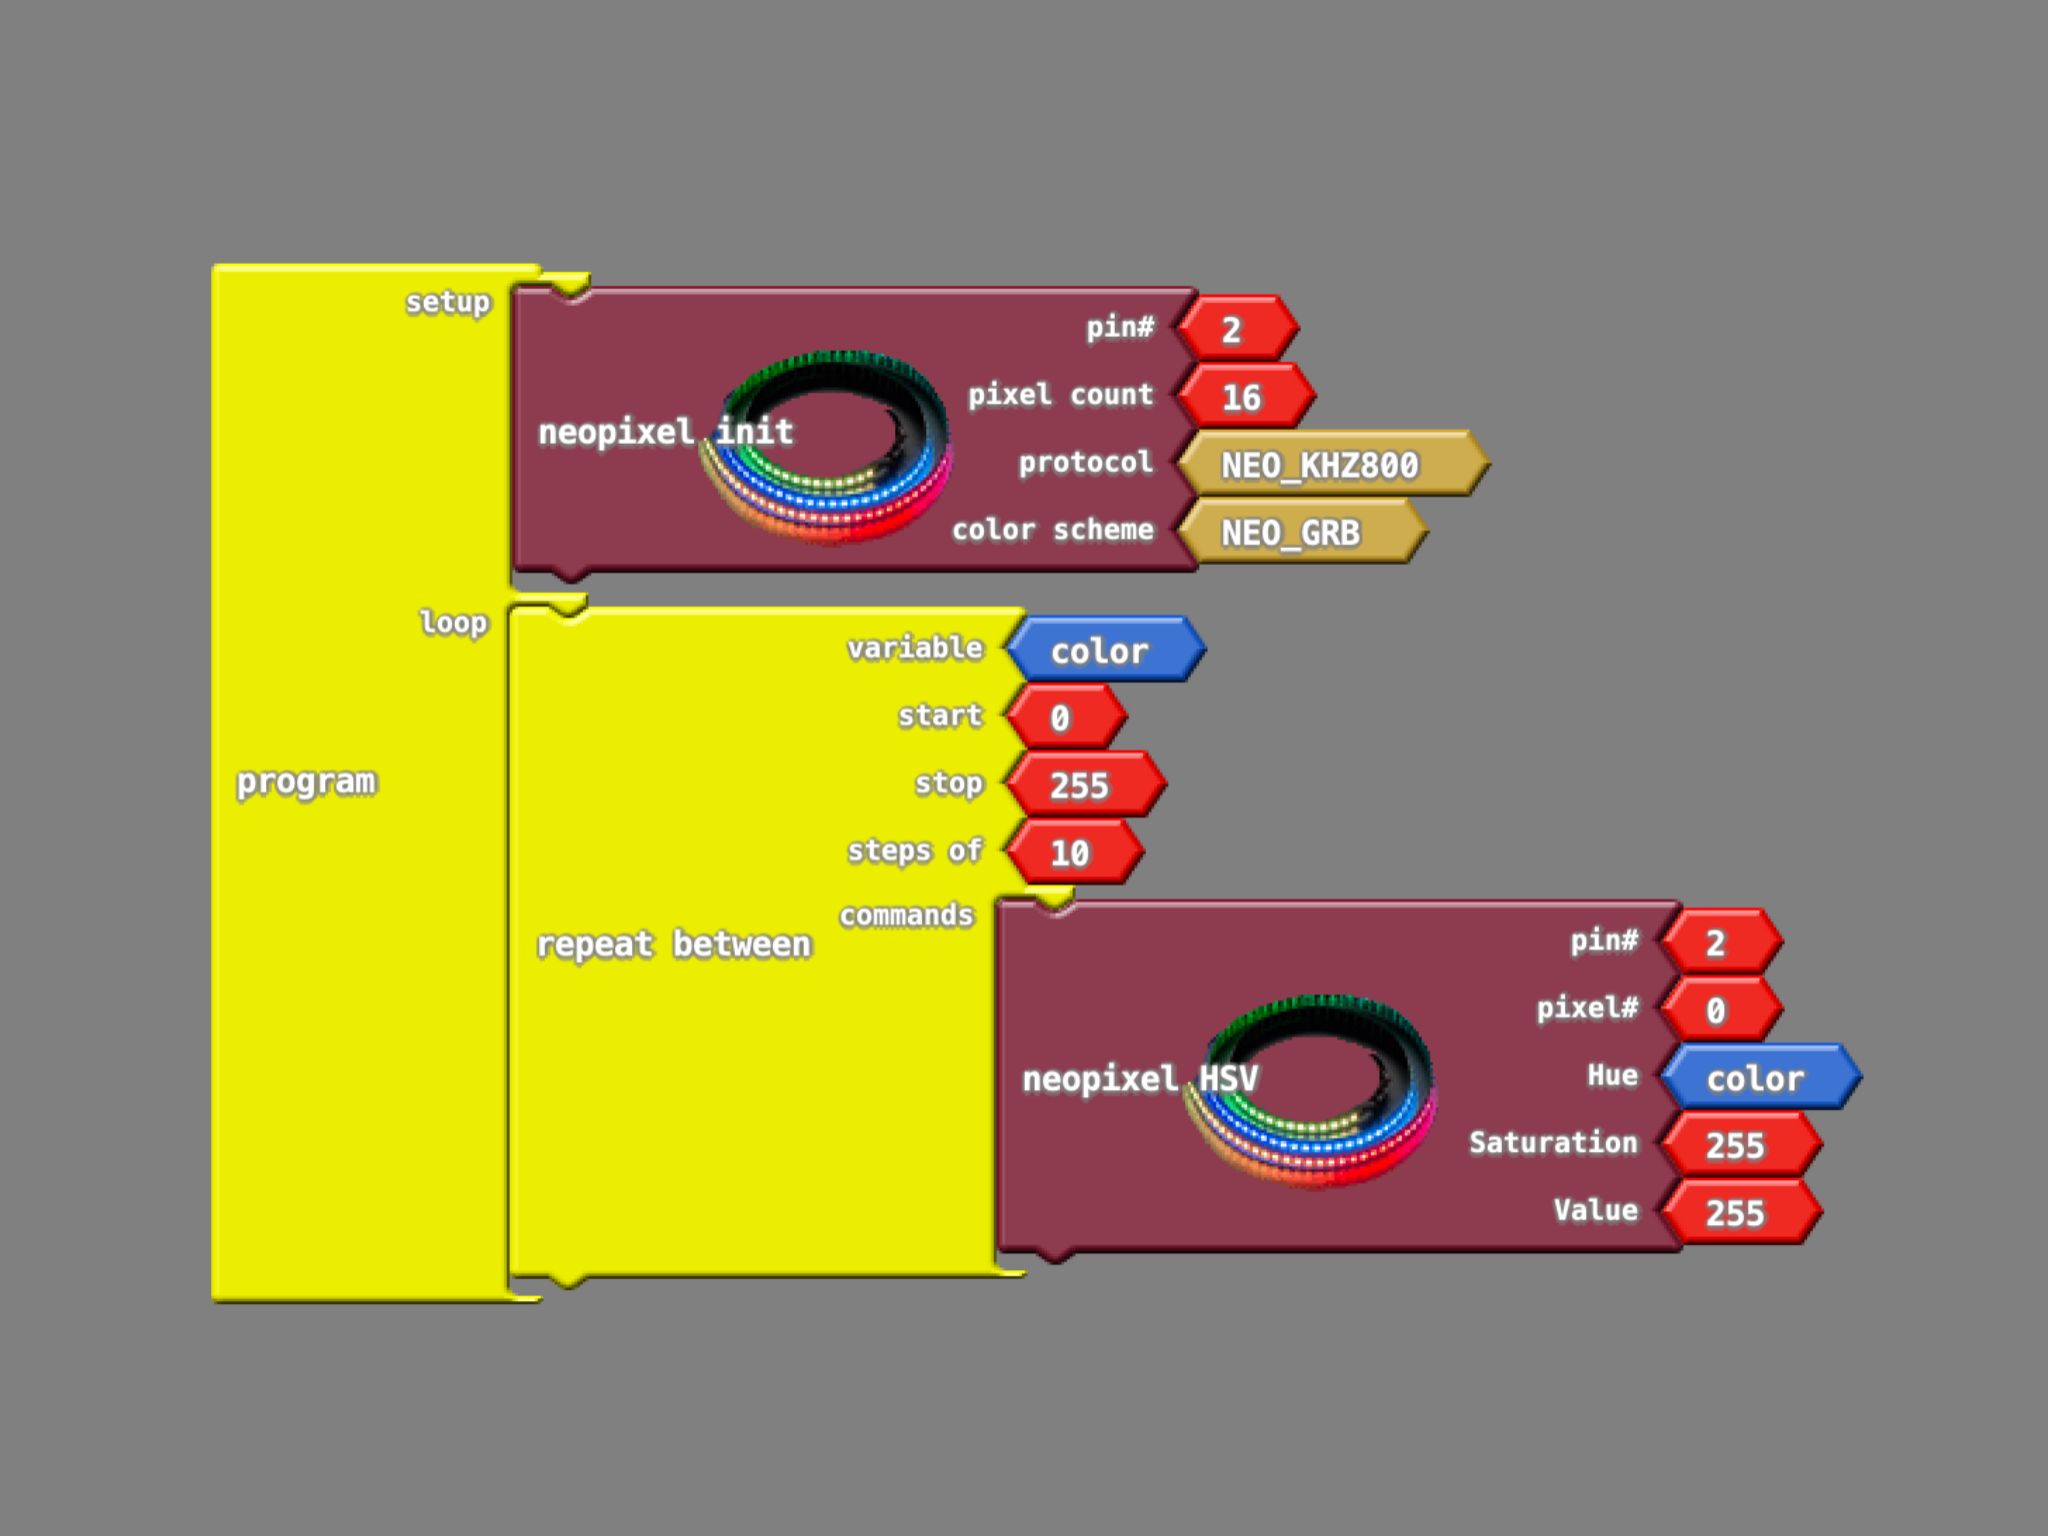 setup
pin# 2
pixel count 16
neopixel init
protocol NEO_KHZ800
color scheme NEO_GRB
loop
variable color
start 0
stop 255
program
steps of 10
commands
repeat between
pin# 2
pixel# 0
neopixel HSV
Hue color
Saturation 255
Value 255